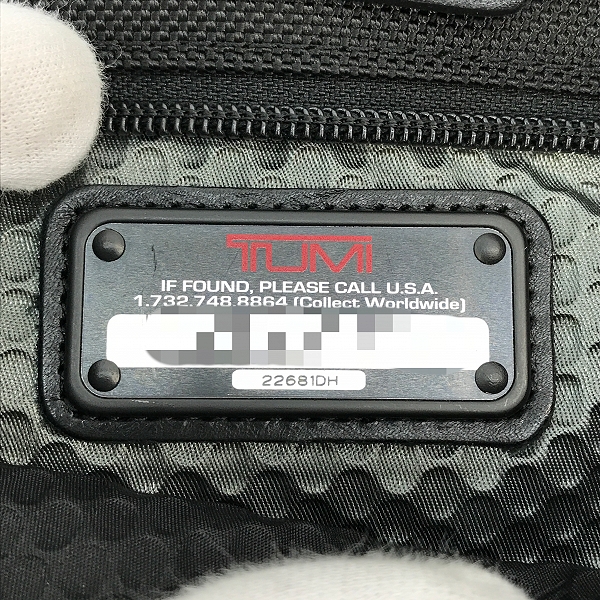 TUMI
IF FOUND, PLEASE CALL U.S.A.
1.732.748.8864 (Collect Worldwide)
22681DH